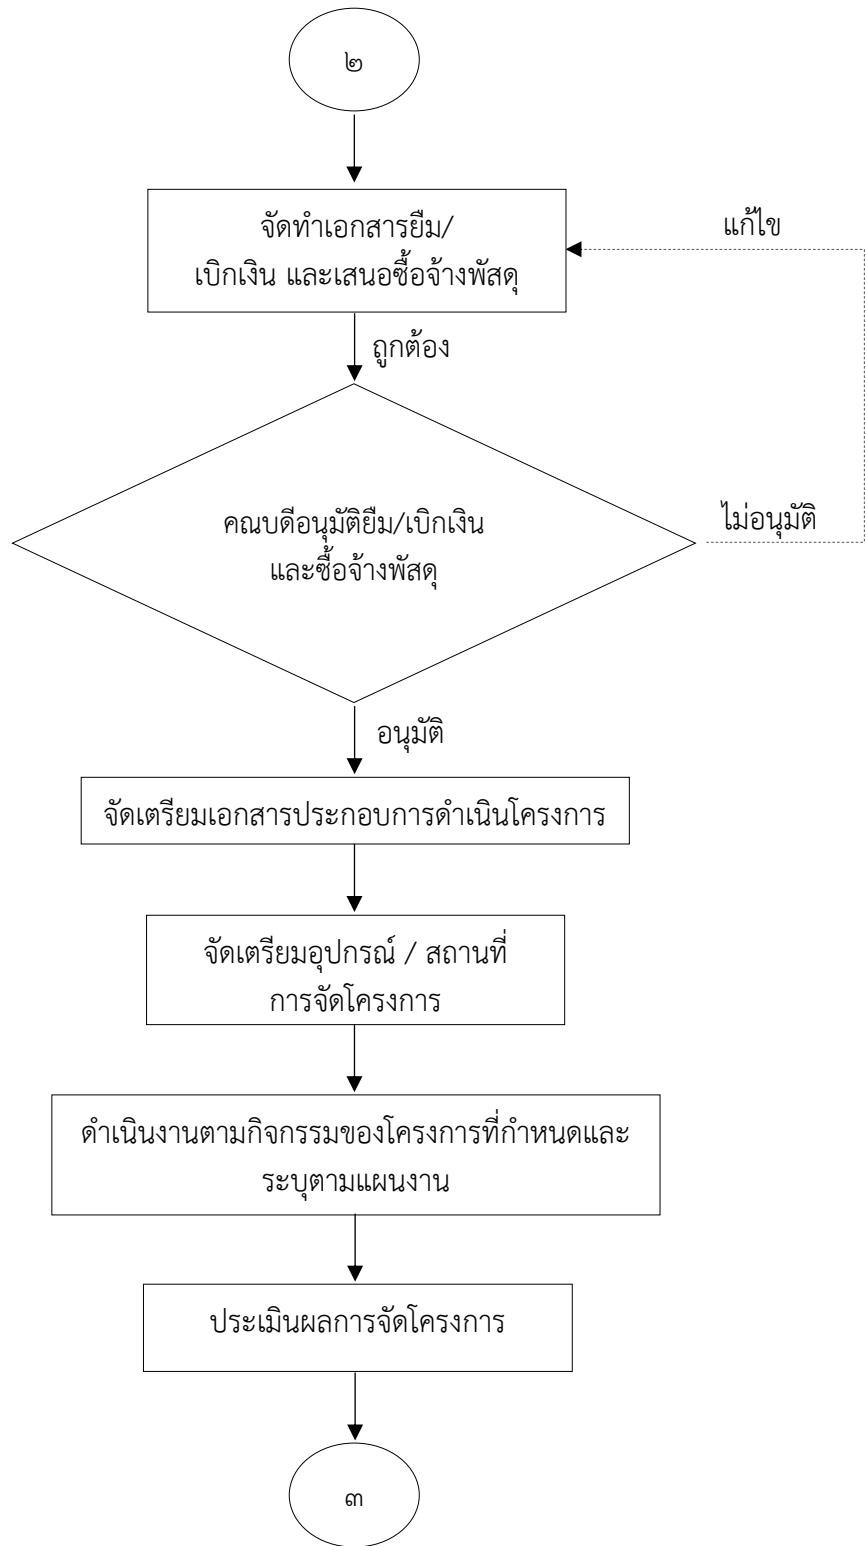 ๒
จัดทำเอกสารยืม/
เบิกเงิน และเสนอซื้อจ้างพัสดุ
แก้ไข
ถูกต้อง
คณบดีอนุมัติยืม/เบิกเงิน
และซื้อจ้างพัสดุ
ไม่อนุมัติ
อนุมัติ
จัดเตรียมเอกสารประกอบการดำเนินโครงการ
จัดเตรียมอุปกรณ์ / สถานที่
การจัดโครงการ
ดำเนินงานตามกิจกรรมของโครงการที่กำหนดและ
ระบุตามแผนงาน
ประเมินผลการจัดโครงการ
๓